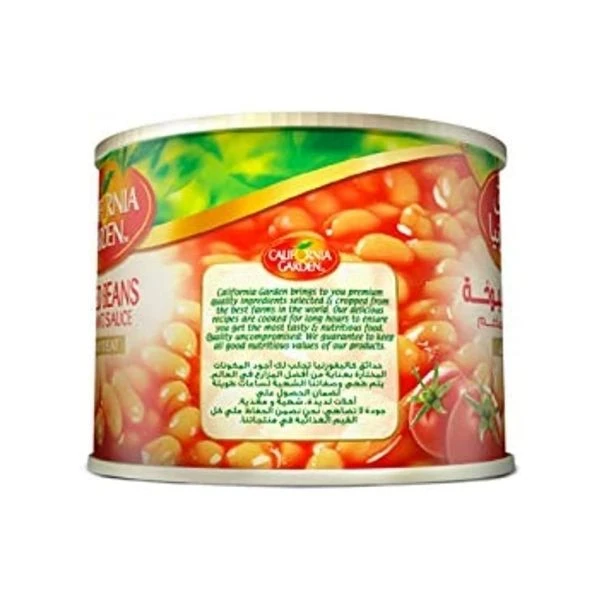 CALIFORNIA
GARDEN
California Garden brings to you premium
quality ingredients selected & cropped from
the best farms in the world. Our delicious
recipes are cooked for long hours to ensure
you get the most tasty & nutritious food.
Quality uncompromised: We guarantee to keep
all good nutritious values of our products.
حدائق كاليفورنيا تجلب لك أجود المكونات
المختارة بعناية من أفضل المزارع في العالم.
يتم طهي وصفاتنا الشهية لساعات طويلة
لضمان الحصول على
أكلات لذيذة، شهية و مغذية.
جودة لا تضاهى، نحن نضمن الحفاظ على كل
القيم الغذائية في منتجاتنا.
RNIA
DEN
D BEANS
SAUCE